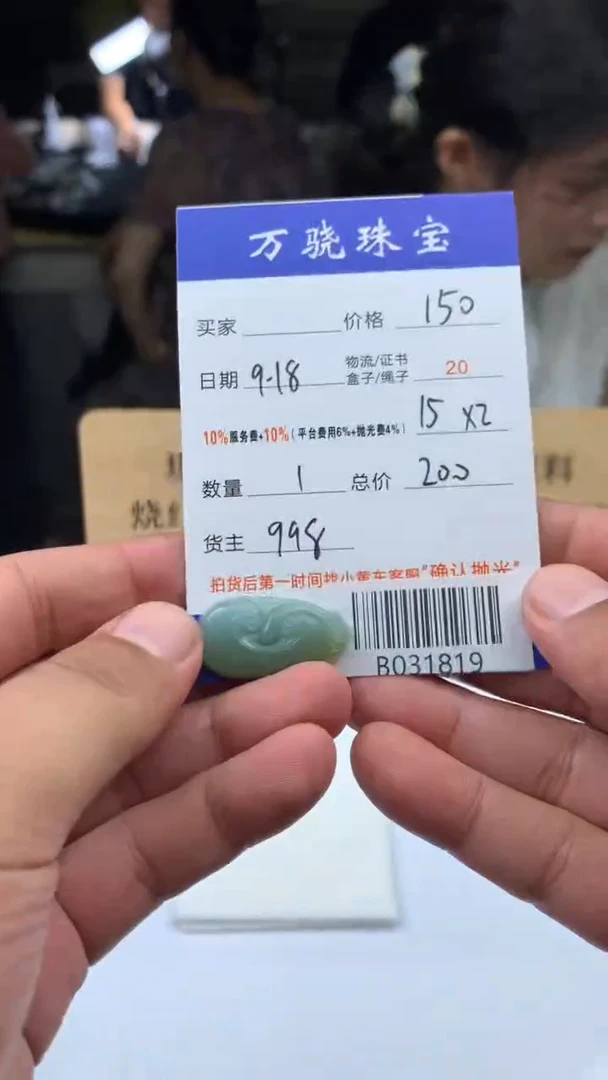 万骁珠宝
买家 价格 150
日期 9.18 物流/证书 盒子/绳子 20
10%服务费+10%(平台费用6%+抛光费4%) 15 x2
数量 1 总价 200
货主 998
拍货后第一时间找小黄车客服"确认抛光"
B031819
料
烧